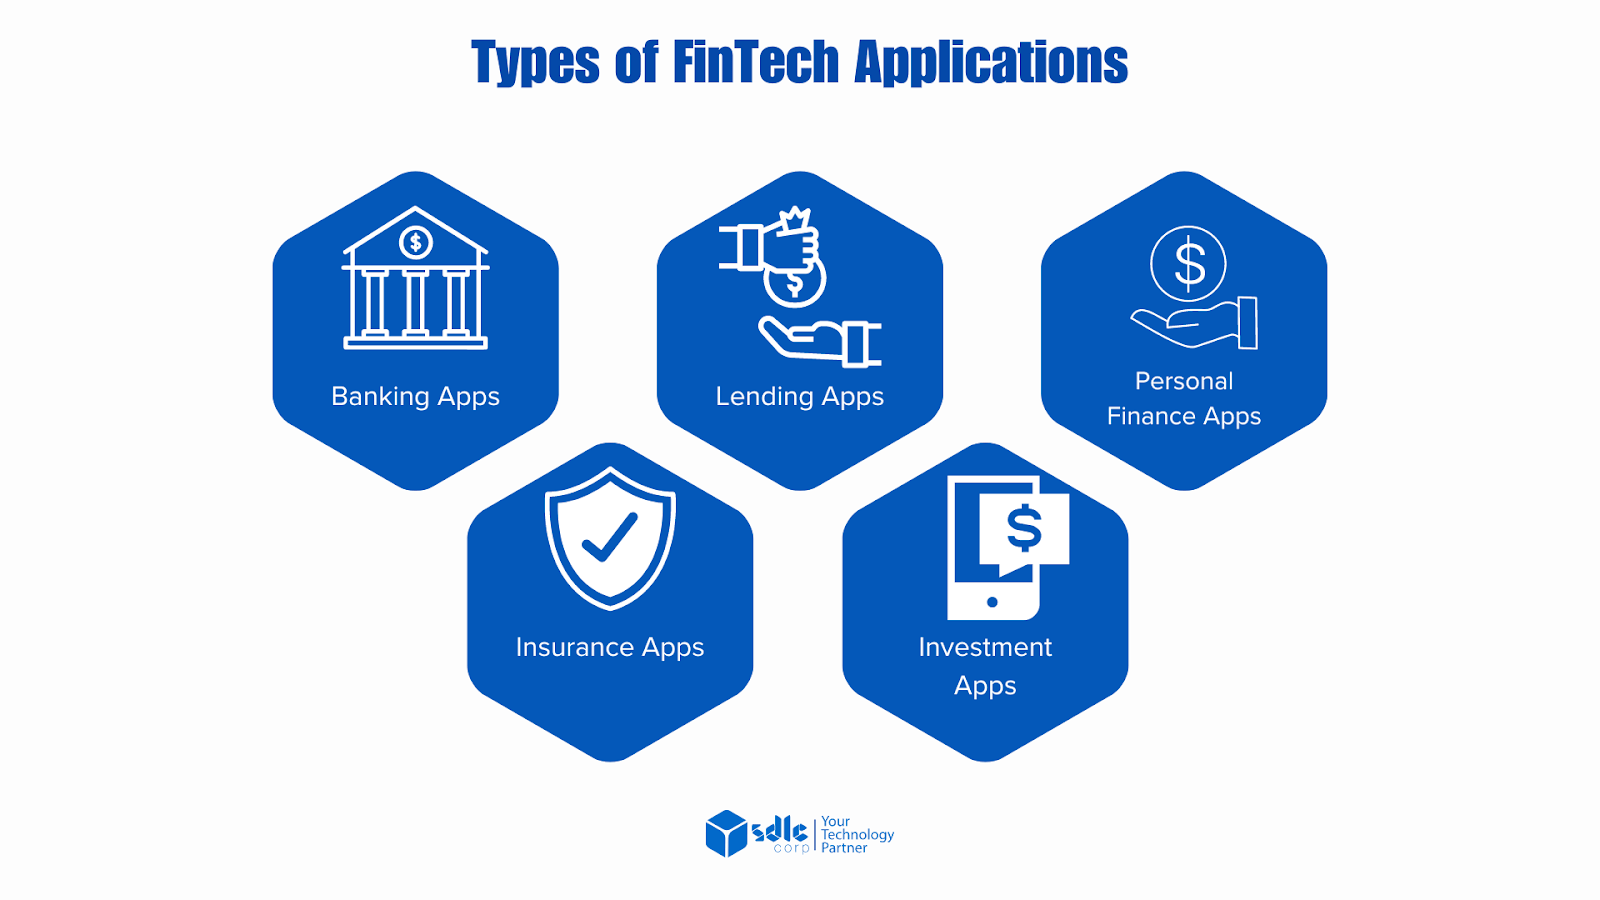 Types of FinTech Applications
$
$
$
Banking Apps
Lending Apps
Personal
Finance Apps
$
Insurance Apps
Investment
Apps
sdlc
corp
Your
Technology
Partner